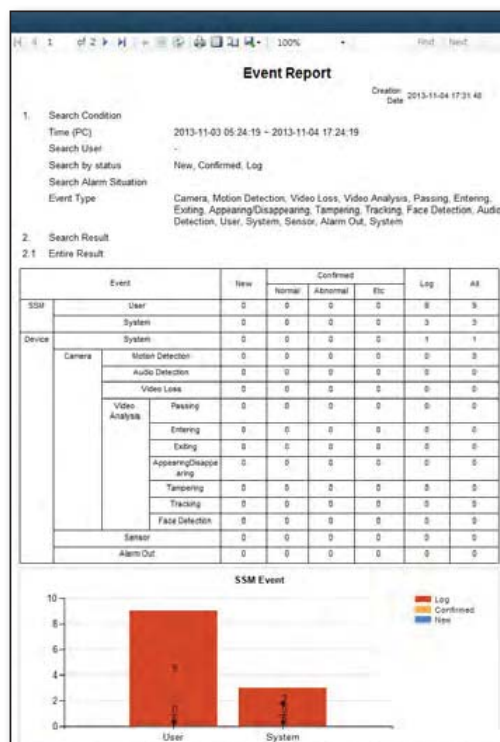 1 of 2 100% Find Next
Event Report
Creation Date 2013-11-04 17:31:48
1. Search Condition
Time (PC) 2013-11-03 05:24:19 ~ 2013-11-04 17:24:19
Search User -
Search by status New, Confirmed, Log
Search Alarm Situation
Event Type Camera, Motion Detection, Video Loss, Video Analysis, Passing, Entering,
Exiting, Appearing/Disappearing, Tampering, Tracking, Face Detection, Audio
Detection, User, System, Sensor, Alarm Out, System
2. Search Result
2.1 Entire Result
Event New Confirmed Log All
Normal Abnormal Etc
SSM User 0 0 0 0 9 9
System 0 0 0 0 3 3
Device System 0 0 0 0 1 1
Camera Motion Detection 0 0 0 0 0 0
Audio Detection 0 0 0 0 0 0
Video Loss 0 0 0 0 0 0
Video Analysis Passing 0 0 0 0 0 0
Entering 0 0 0 0 0 0
Exiting 0 0 0 0 0 0
AppearingDisappearing 0 0 0 0 0 0
Tampering 0 0 0 0 0 0
Tracking 0 0 0 0 0 0
Face Detection 0 0 0 0 0 0
Sensor 0 0 0 0 0 0
Alarm Out 0 0 0 0 0 0
SSM Event
10
8
6
4
2
0
User System
Log
Confirmed
New